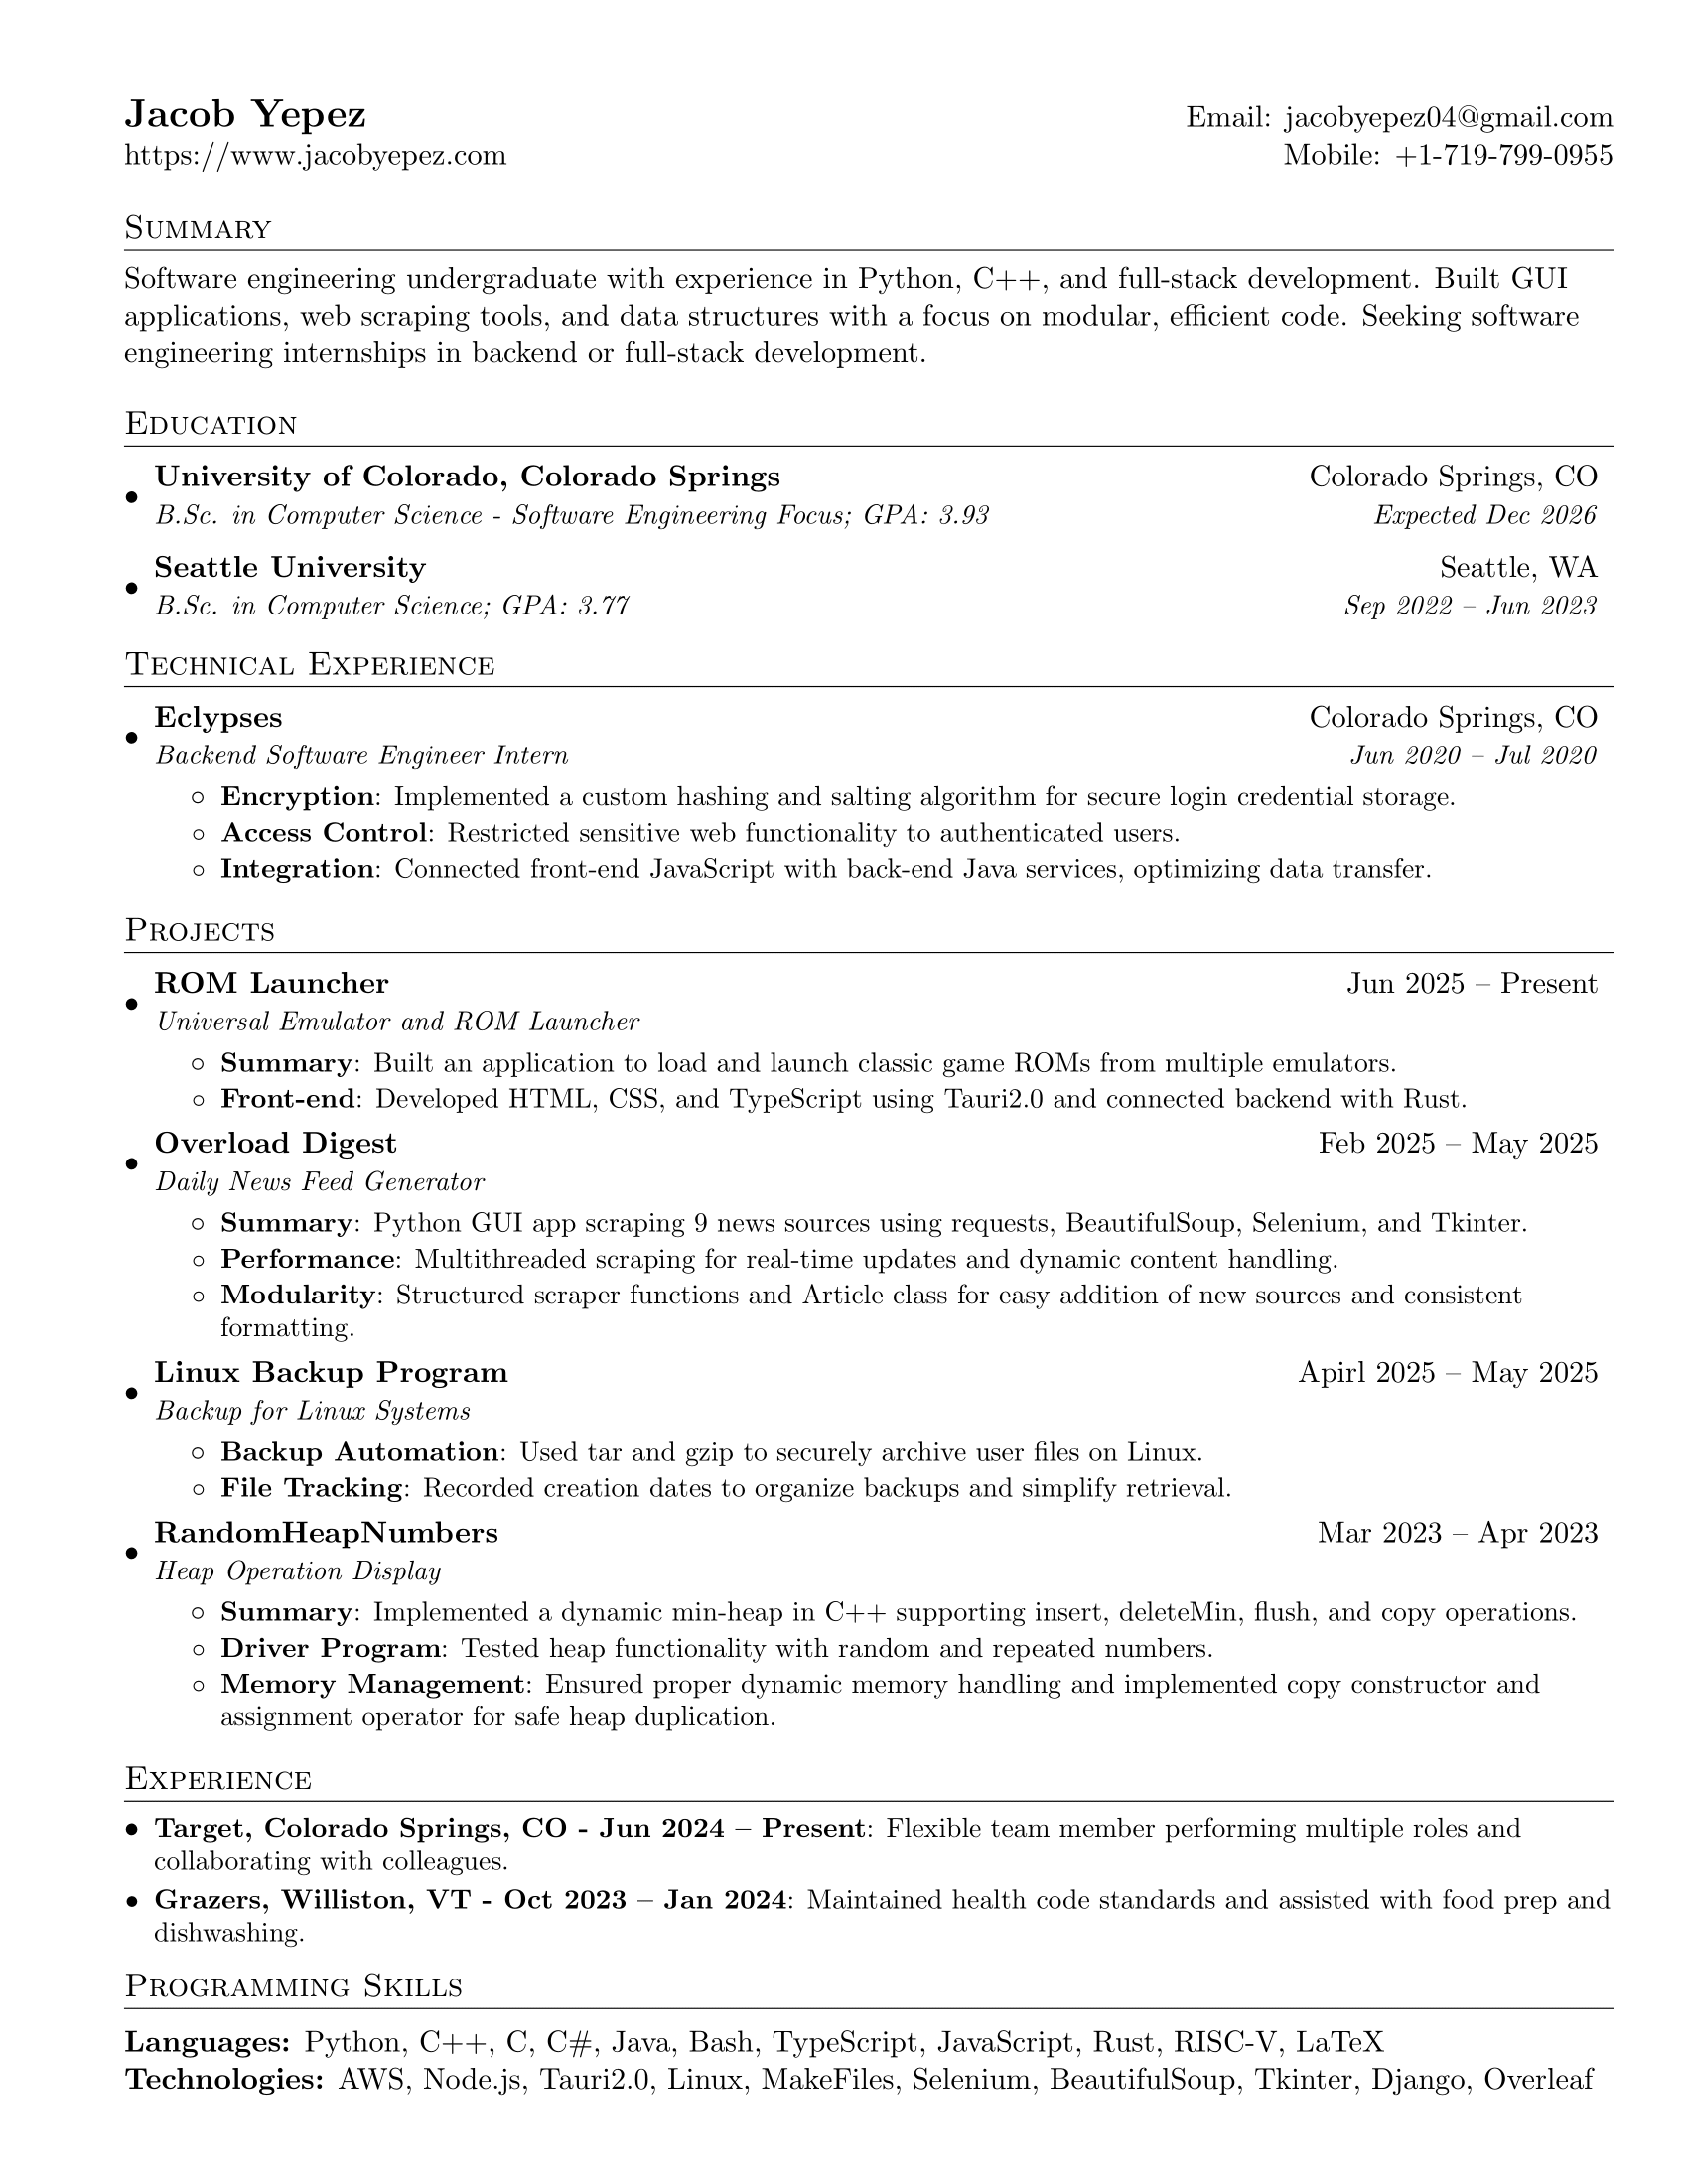 Jacob Yepez Email: jacobyepez04@gmail.com
https://www.jacobyepez.com Mobile: +1-719-799-0955
Summary
Software engineering undergraduate with experience in Python, C++, and full-stack development. Built GUI
applications, web scraping tools, and data structures with a focus on modular, efficient code. Seeking software
engineering internships in backend or full-stack development.
Education
• University of Colorado, Colorado Springs Colorado Springs, CO
B.Sc. in Computer Science - Software Engineering Focus; GPA: 3.93 Expected Dec 2026
• Seattle University Seattle, WA
B.Sc. in Computer Science; GPA: 3.77 Sep 2022 – Jun 2023
Technical Experience
• Eclypses Colorado Springs, CO
Backend Software Engineer Intern Jun 2020 – Jul 2020
◦ Encryption: Implemented a custom hashing and salting algorithm for secure login credential storage.
◦ Access Control: Restricted sensitive web functionality to authenticated users.
◦ Integration: Connected front-end JavaScript with back-end Java services, optimizing data transfer.
Projects
• ROM Launcher Jun 2025 – Present
Universal Emulator and ROM Launcher
◦ Summary: Built an application to load and launch classic game ROMs from multiple emulators.
◦ Front-end: Developed HTML, CSS, and TypeScript using Tauri2.0 and connected backend with Rust.
• Overload Digest Feb 2025 – May 2025
Daily News Feed Generator
◦ Summary: Python GUI app scraping 9 news sources using requests, BeautifulSoup, Selenium, and Tkinter.
◦ Performance: Multithreaded scraping for real-time updates and dynamic content handling.
◦ Modularity: Structured scraper functions and Article class for easy addition of new sources and consistent
formatting.
• Linux Backup Program Apirl 2025 – May 2025
Backup for Linux Systems
◦ Backup Automation: Used tar and gzip to securely archive user files on Linux.
◦ File Tracking: Recorded creation dates to organize backups and simplify retrieval.
• RandomHeapNumbers Mar 2023 – Apr 2023
Heap Operation Display
◦ Summary: Implemented a dynamic min-heap in C++ supporting insert, deleteMin, flush, and copy operations.
◦ Driver Program: Tested heap functionality with random and repeated numbers.
◦ Memory Management: Ensured proper dynamic memory handling and implemented copy constructor and
assignment operator for safe heap duplication.
Experience
• Target, Colorado Springs, CO - Jun 2024 – Present: Flexible team member performing multiple roles and
collaborating with colleagues.
• Grazers, Williston, VT - Oct 2023 – Jan 2024: Maintained health code standards and assisted with food prep and
dishwashing.
Programming Skills
Languages: Python, C++, C, C#, Java, Bash, TypeScript, JavaScript, Rust, RISC-V, LaTeX
Technologies: AWS, Node.js, Tauri2.0, Linux, MakeFiles, Selenium, BeautifulSoup, Tkinter, Django, Overleaf